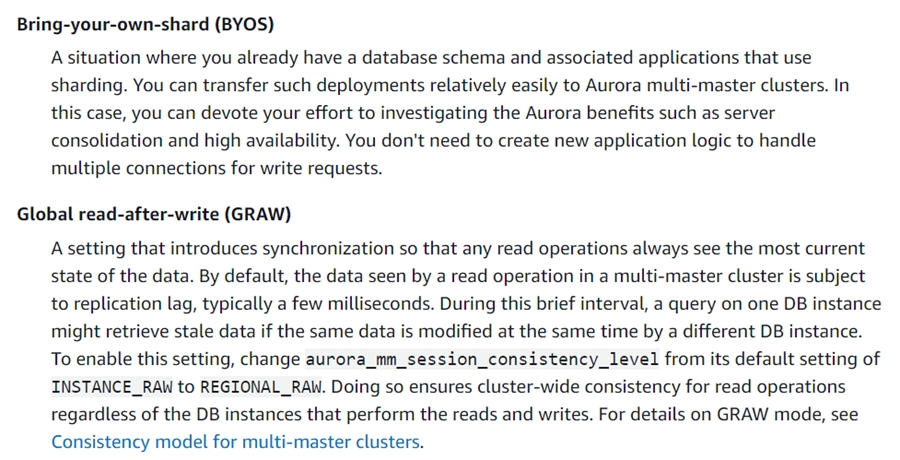 Bring-your-own-shard (BYOS)
A situation where you already have a database schema and associated applications that use
sharding. You can transfer such deployments relatively easily to Aurora multi-master clusters. In
this case, you can devote your effort to investigating the Aurora benefits such as server
consolidation and high availability. You don't need to create new application logic to handle
multiple connections for write requests.
Global read-after-write (GRAW)
A setting that introduces synchronization so that any read operations always see the most current
state of the data. By default, the data seen by a read operation in a multi-master cluster is subject
to replication lag, typically a few milliseconds. During this brief interval, a query on one DB instance
might retrieve stale data if the same data is modified at the same time by a different DB instance.
To enable this setting, change aurora_mm_session_consistency_level from its default setting of
INSTANCE_RAW to REGIONAL_RAW. Doing so ensures cluster-wide consistency for read operations
regardless of the DB instances that perform the reads and writes. For details on GRAW mode, see
Consistency model for multi-master clusters.